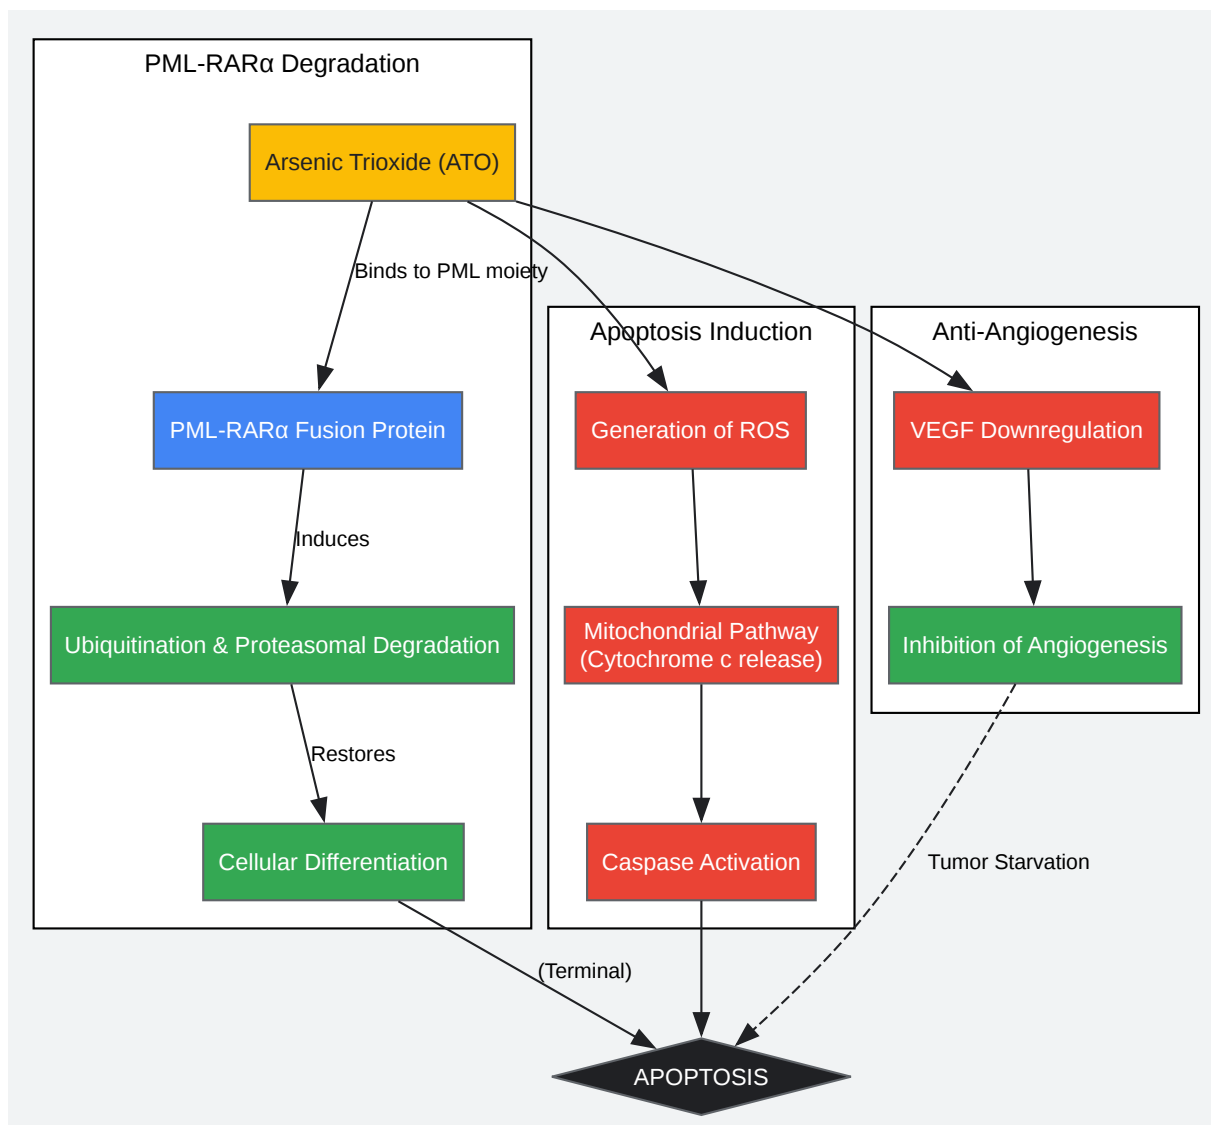 PML-RARα Degradation
Arsenic Trioxide (ATO)
Binds to PML moiety
Apoptosis Induction
Anti-Angiogenesis
PML-RARα Fusion Protein
Generation of ROS
VEGF Downregulation
Induces
Ubiquitination & Proteasomal Degradation
Mitochondrial Pathway
(Cytochrome c release)
Inhibition of Angiogenesis
Restores
Cellular Differentiation
Caspase Activation
Tumor Starvation
(Terminal)
APOPTOSIS